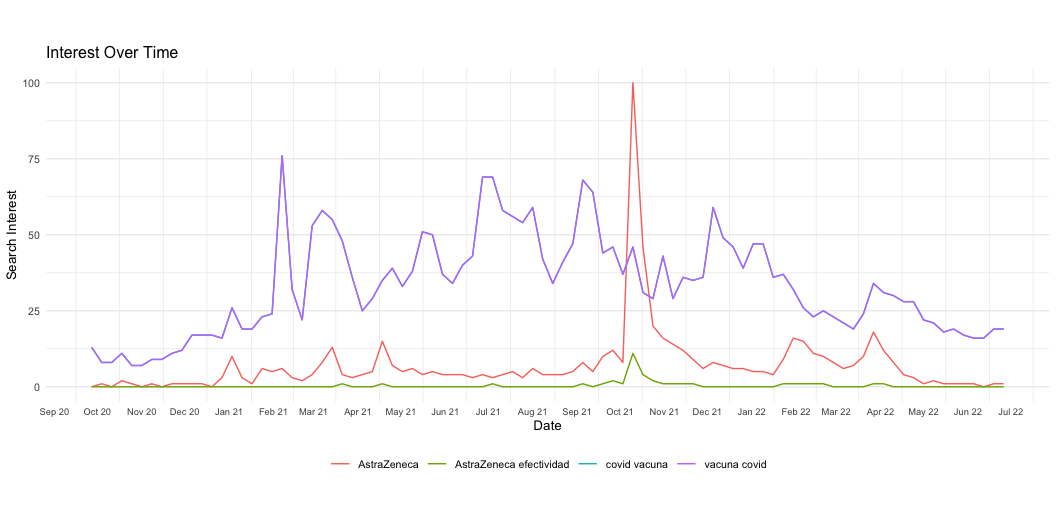 Interest Over Time
Search Interest
100
75
50
25
0
Sep 20 Oct 20 Nov 20 Dec 20 Jan 21 Feb 21 Mar 21 Apr 21 May 21 Jun 21 Jul 21 Aug 21 Sep 21 Oct 21 Nov 21 Dec 21 Jan 22 Feb 22 Mar 22 Apr 22 May 22 Jun 22 Jul 22
Date
AstraZeneca AstraZeneca efectividad covid vacuna vacuna covid